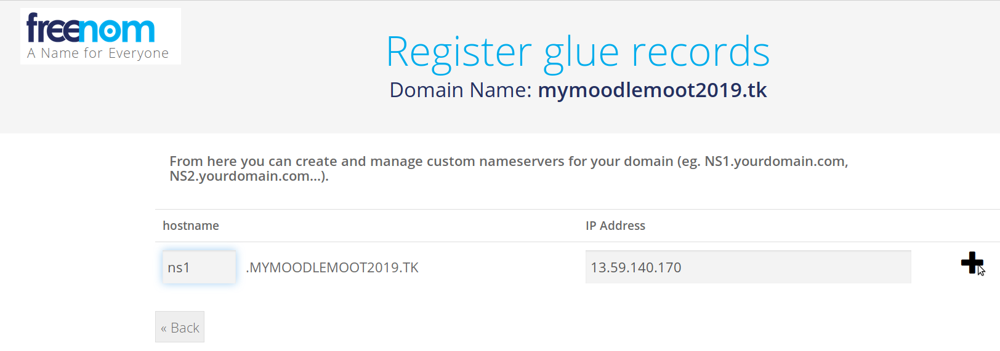 freenom
A Name for Everyone
Register glue records
Domain Name: mymoodlemoot2019.tk
From here you can create and manage custom nameservers for your domain (eg. NS1.yourdomain.com,
NS2.yourdomain.com...).
hostname IP Address
ns1 .MYMOODLEMOOT2019.TK 13.59.140.170
« Back